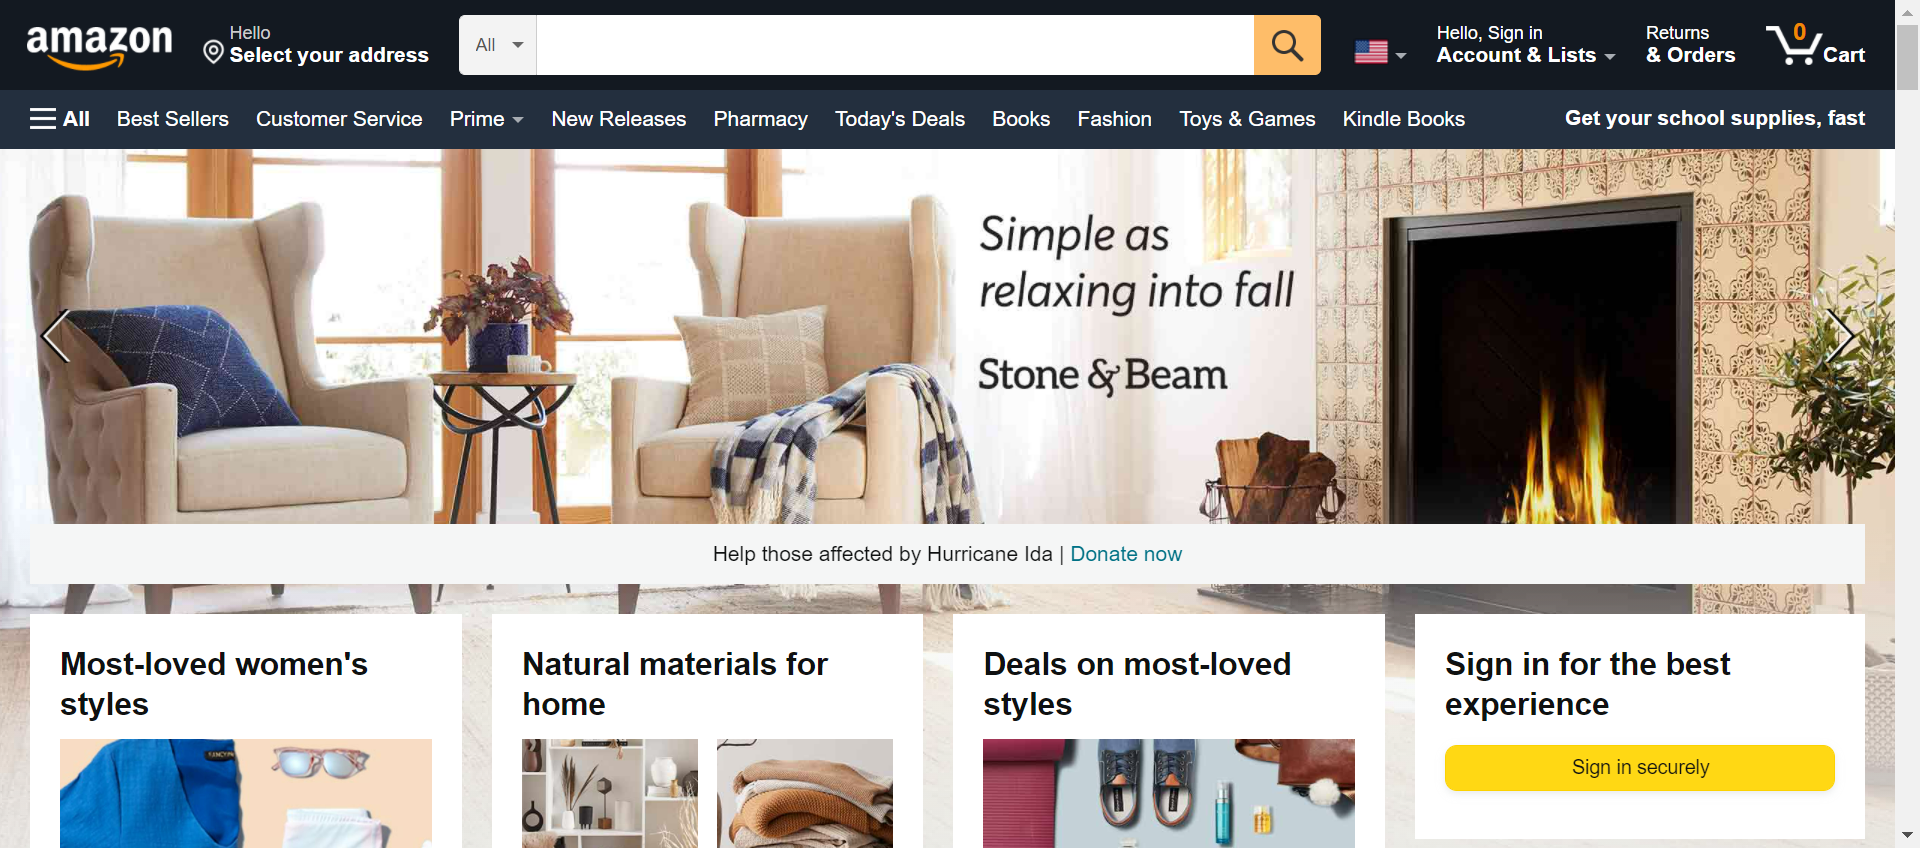 amazon
Hello
Select your address
All
Hello, Sign in
Account & Lists
Returns
& Orders
0
Cart
All
Best Sellers
Customer Service
Prime
New Releases
Pharmacy
Today's Deals
Books
Fashion
Toys & Games
Kindle Books
Get your school supplies, fast
Simple as
relaxing into fall
Stone & Beam
Help those affected by Hurricane Ida | Donate now
Most-loved women's
styles
Natural materials for
home
Deals on most-loved
styles
Sign in for the best
experience
Sign in securely